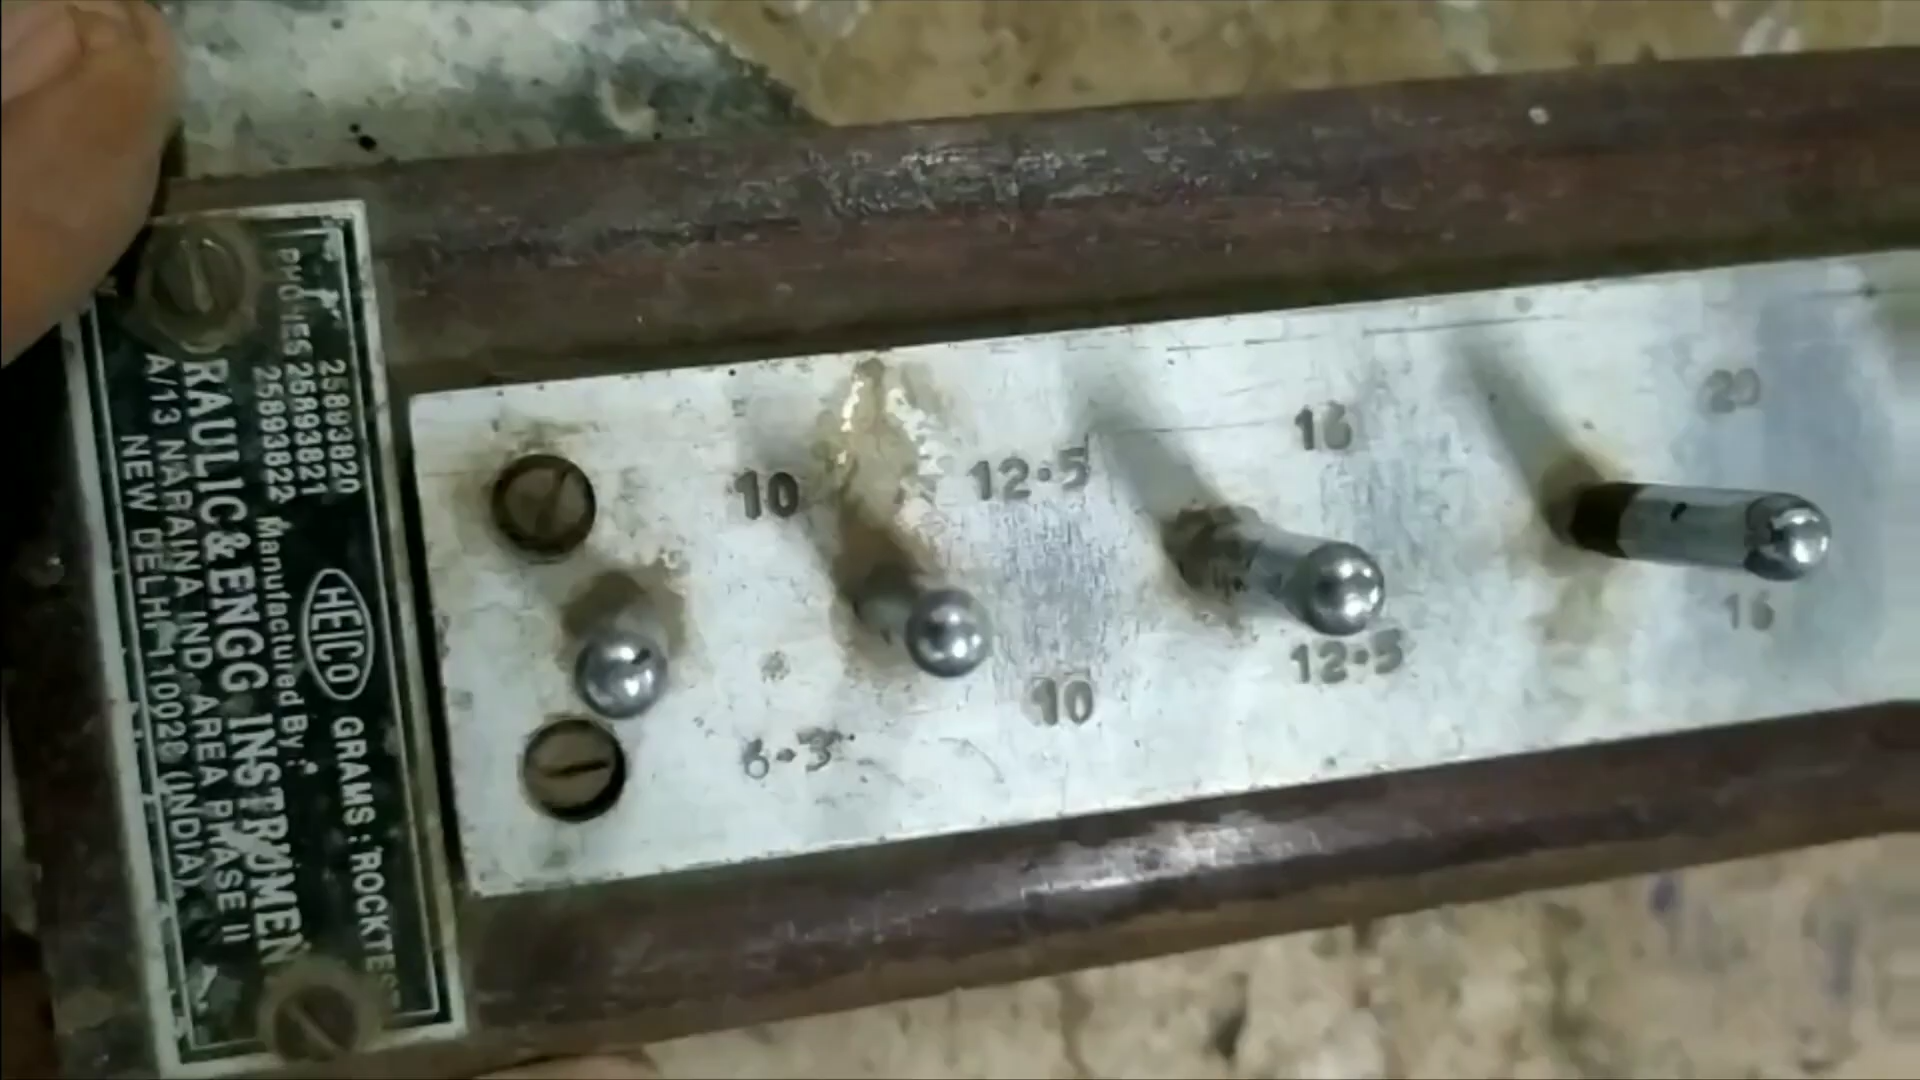 HEICO GRAMS: ROCKTEST
25893820
PHONES 25893821
25893822 Manufactured By:
RAULIC & ENGG INSTRUMEN
A/13 NARAINA IND. AREA PHASE II
NEW DELHI-110028 (INDIA)
10 12·5 16 20
6·3 10 12·5 16